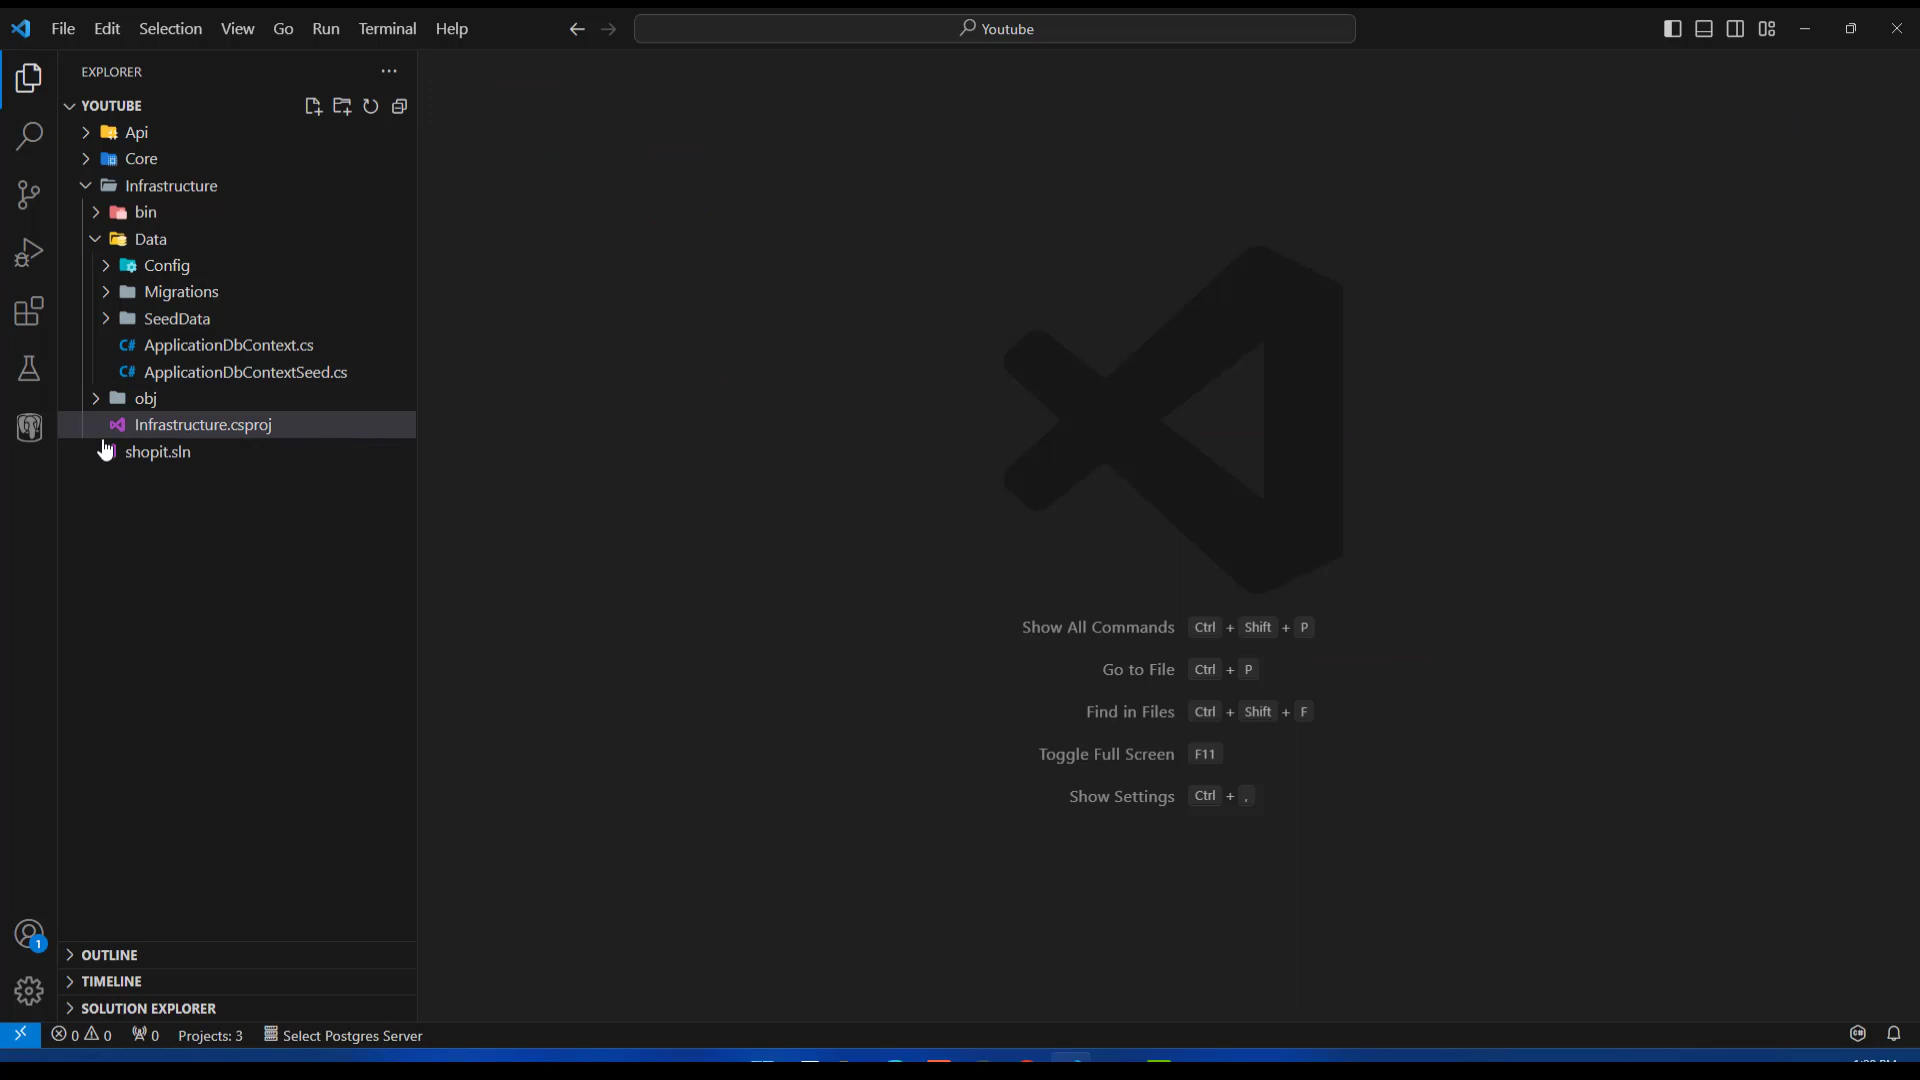 File Edit Selection View Go Run Terminal Help
Youtube
EXPLORER
YOUTUBE
Api
Core
Infrastructure
bin
Data
Config
Migrations
SeedData
C# ApplicationDbContext.cs
C# ApplicationDbContextSeed.cs
obj
Infrastructure.csproj
shopit.sln
Show All Commands Ctrl + Shift + P
Go to File Ctrl + P
Find in Files Ctrl + Shift + F
Toggle Full Screen F11
Show Settings Ctrl + ,
1
OUTLINE
TIMELINE
SOLUTION EXPLORER
0 0 0 Projects: 3 Select Postgres Server